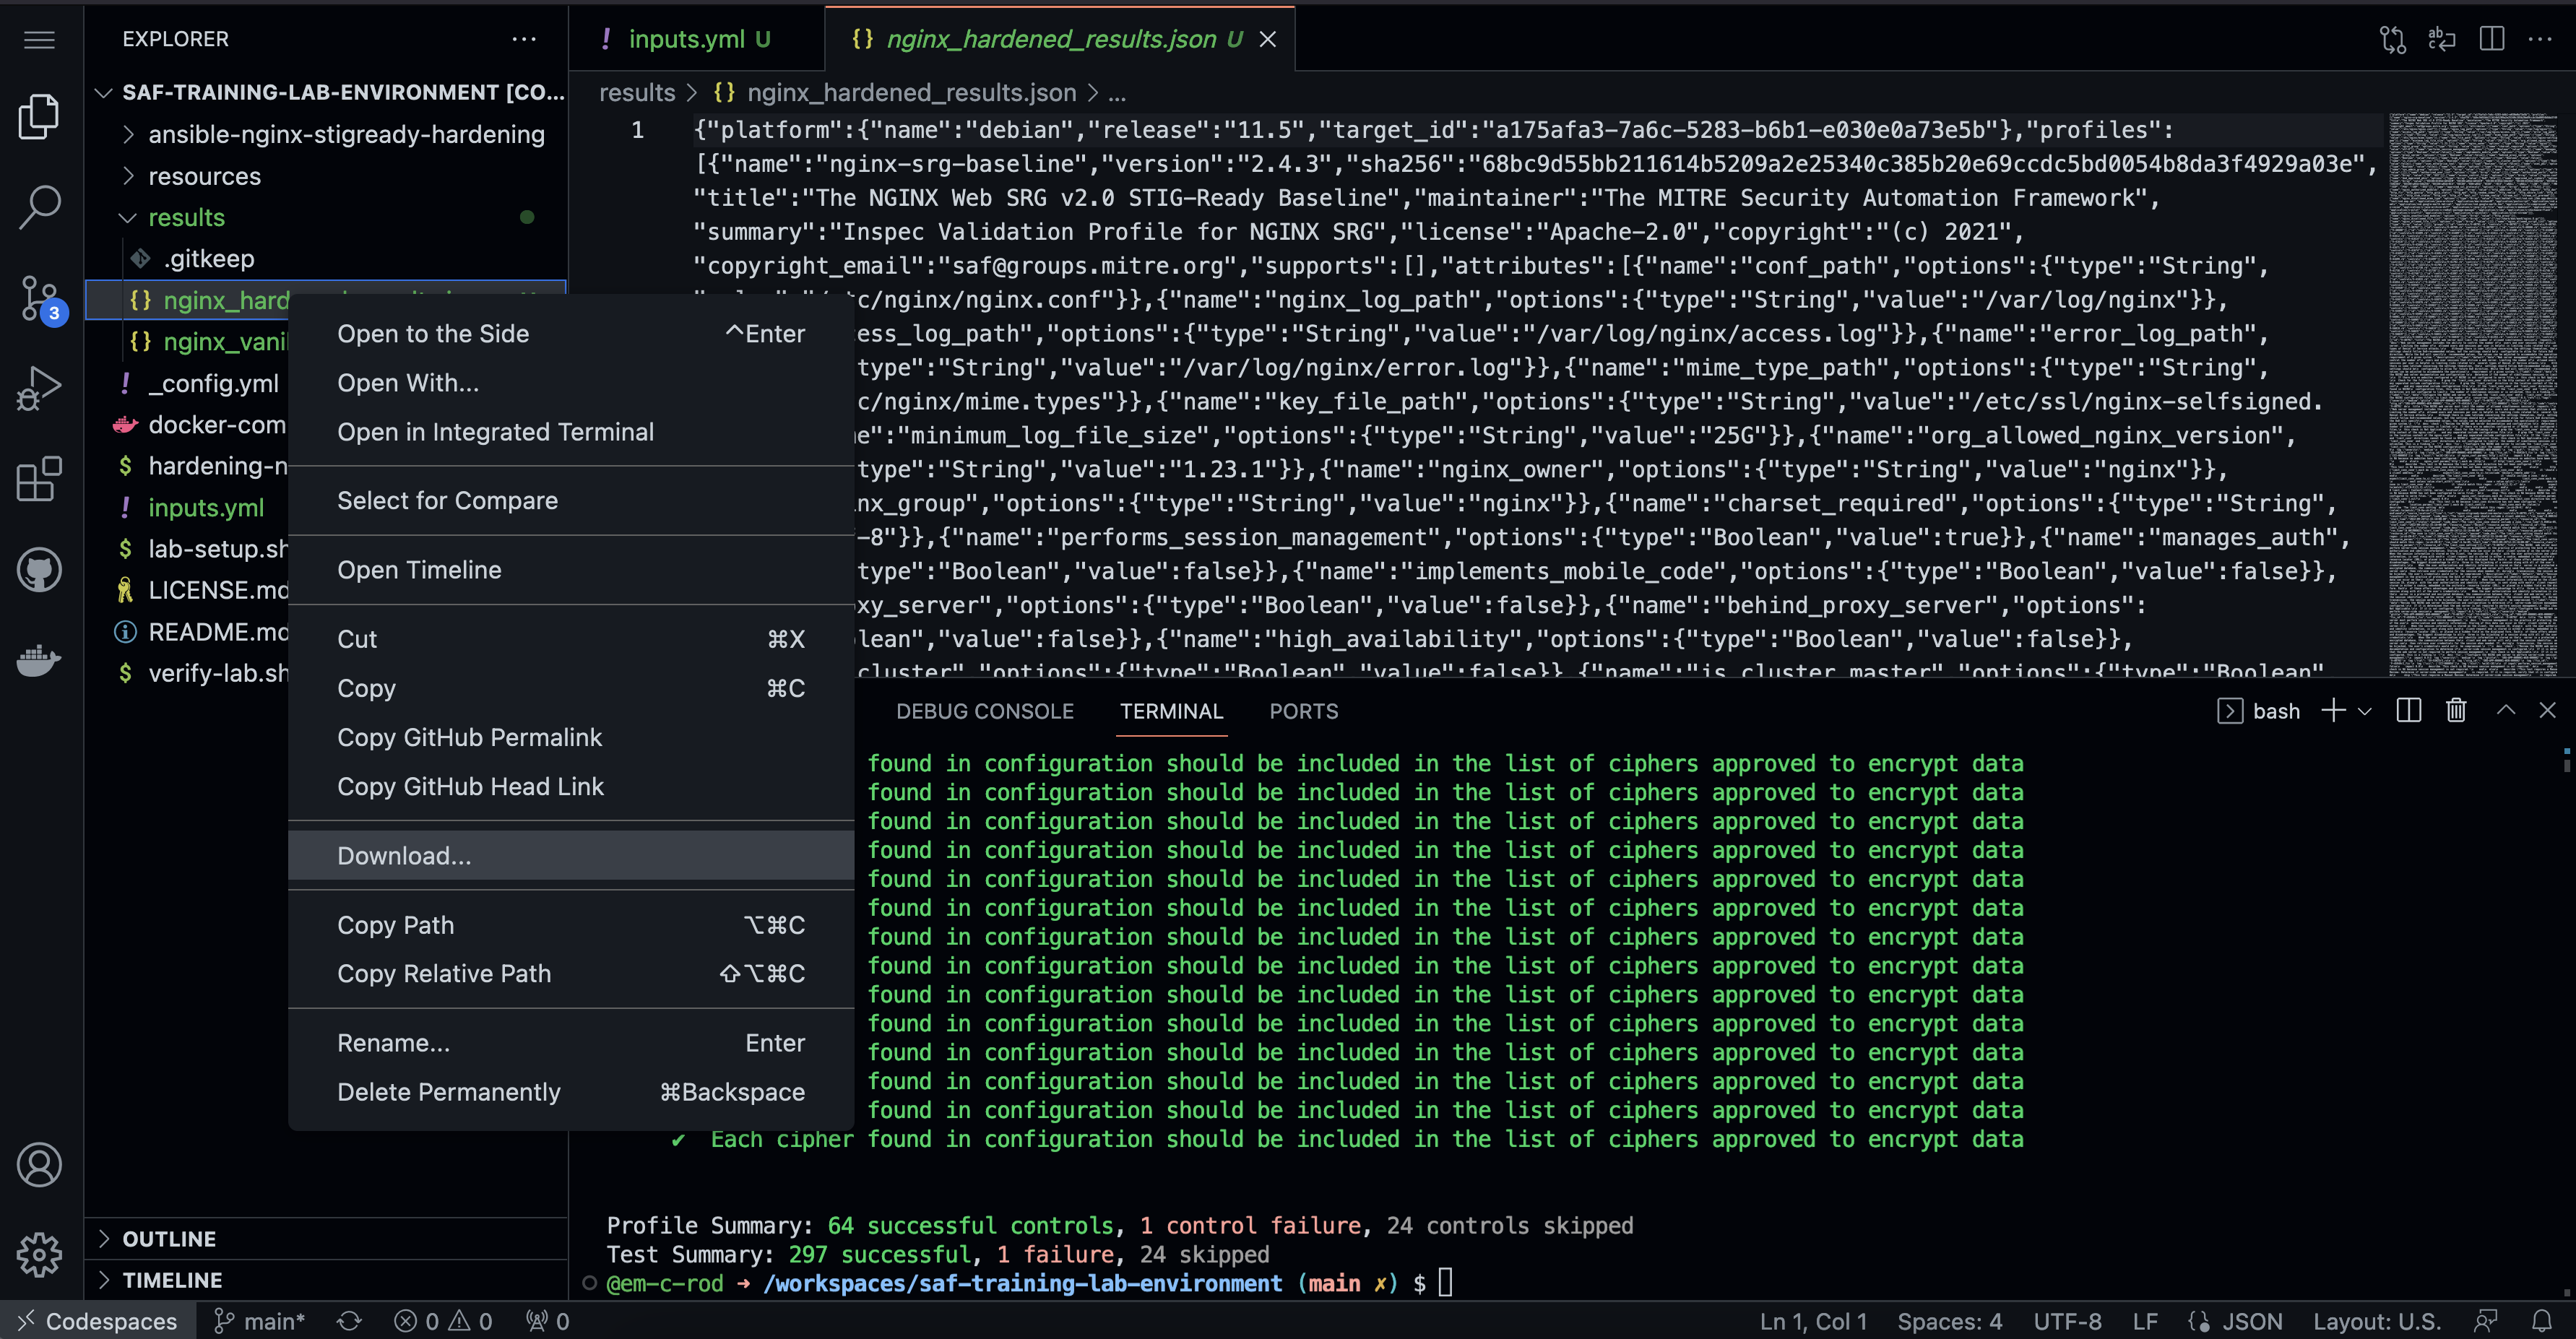 EXPLORER
SAF-TRAINING-LAB-ENVIRONMENT [CO...
ansible-nginx-stigready-hardening
resources
results
.gitkeep
nginx_hard
nginx_vani
_config.yml
docker-com
hardening-n
inputs.yml
lab-setup.sh
LICENSE.md
README.md
verify-lab.sh
OUTLINE
TIMELINE
3
Open to the Side ^Enter
Open With...
Open in Integrated Terminal
Select for Compare
Open Timeline
Cut ⌘X
Copy ⌘C
Copy GitHub Permalink
Copy GitHub Head Link
Download...
Copy Path ⌥⌘C
Copy Relative Path ⇧⌥⌘C
Rename... Enter
Delete Permanently ⌘Backspace
! inputs.yml U
{} nginx_hardened_results.json U
results > {} nginx_hardened_results.json > ...
1 {"platform":{"name":"debian","release":"11.5","target_id":"a175afa3-7a6c-5283-b6b1-e030e0a73e5b"},"profiles":
[{"name":"nginx-srg-baseline","version":"2.4.3","sha256":"68bc9d55bb211614b5209a2e25340c385b20e69ccdc5bd0054b8da3f4929a03e",
"title":"The NGINX Web SRG v2.0 STIG-Ready Baseline","maintainer":"The MITRE Security Automation Framework",
"summary":"Inspec Validation Profile for NGINX SRG","license":"Apache-2.0","copyright":"(c) 2021",
"copyright_email":"saf@groups.mitre.org","supports":[],"attributes":[{"name":"conf_path","options":{"type":"String",
tc/nginx/nginx.conf"}},{"name":"nginx_log_path","options":{"type":"String","value":"/var/log/nginx"}},
ess_log_path","options":{"type":"String","value":"/var/log/nginx/access.log"}},{"name":"error_log_path",
type":"String","value":"/var/log/nginx/error.log"}},{"name":"mime_type_path","options":{"type":"String",
c/nginx/mime.types"}},{"name":"key_file_path","options":{"type":"String","value":"/etc/ssl/nginx-selfsigned.
e":"minimum_log_file_size","options":{"type":"String","value":"25G"}},{"name":"org_allowed_nginx_version",
type":"String","value":"1.23.1"}},{"name":"nginx_owner","options":{"type":"String","value":"nginx"}},
nx_group","options":{"type":"String","value":"nginx"}},{"name":"charset_required","options":{"type":"String",
-8"}},{"name":"performs_session_management","options":{"type":"Boolean","value":true}},{"name":"manages_auth",
type":"Boolean","value":false}},{"name":"implements_mobile_code","options":{"type":"Boolean","value":false}},
xy_server","options":{"type":"Boolean","value":false}},{"name":"behind_proxy_server","options":
lean","value":false}},{"name":"high_availability","options":{"type":"Boolean","value":false}},
cluster","options":{"type":"Boolean","value":false}},{"name":"is_cluster_master","options":{"type":"Boolean",
DEBUG CONSOLE TERMINAL PORTS bash
found in configuration should be included in the list of ciphers approved to encrypt data
found in configuration should be included in the list of ciphers approved to encrypt data
found in configuration should be included in the list of ciphers approved to encrypt data
found in configuration should be included in the list of ciphers approved to encrypt data
found in configuration should be included in the list of ciphers approved to encrypt data
found in configuration should be included in the list of ciphers approved to encrypt data
found in configuration should be included in the list of ciphers approved to encrypt data
found in configuration should be included in the list of ciphers approved to encrypt data
found in configuration should be included in the list of ciphers approved to encrypt data
found in configuration should be included in the list of ciphers approved to encrypt data
found in configuration should be included in the list of ciphers approved to encrypt data
found in configuration should be included in the list of ciphers approved to encrypt data
found in configuration should be included in the list of ciphers approved to encrypt data
✔ Each cipher found in configuration should be included in the list of ciphers approved to encrypt data
Profile Summary: 64 successful controls, 1 control failure, 24 controls skipped
Test Summary: 297 successful, 1 failure, 24 skipped
@em-c-rod ➜ /workspaces/saf-training-lab-environment (main ✗) $
Codespaces main* 0 0 0 Ln 1, Col 1 Spaces: 4 UTF-8 LF JSON Layout: U.S.